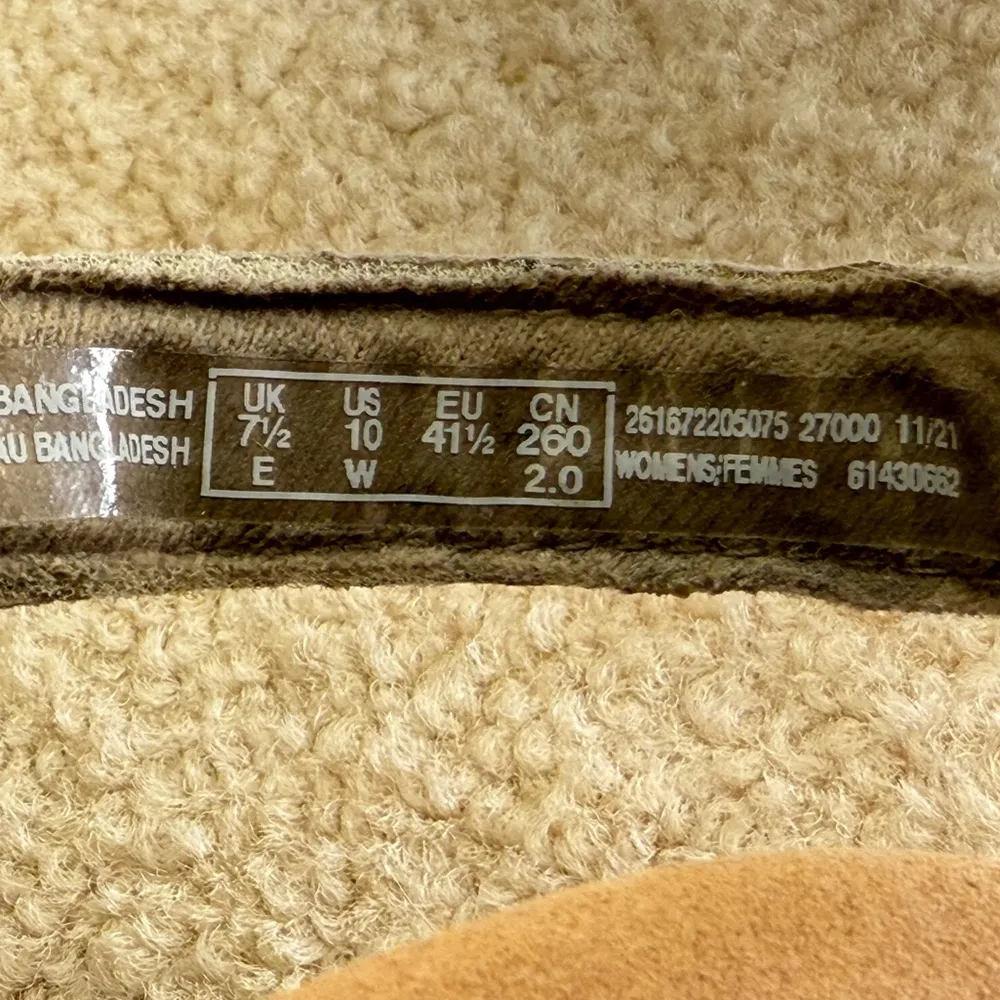 BANGLADESH
AU BANGLADESH
UK US EU CN
7½ 10 41½ 260
E W 2.0
261672205075 27000 11/21
WOMENS;FEMMES 61430662